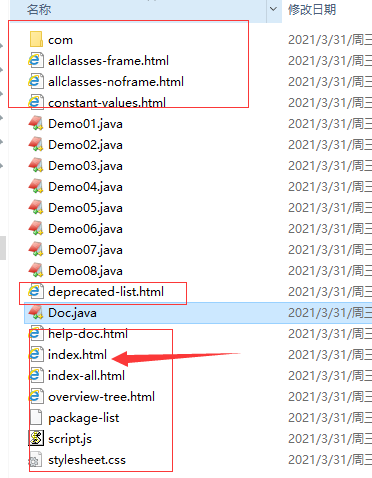 名称 修改日期
com 2021/3/31/周三
allclasses-frame.html 2021/3/31/周三
allclasses-noframe.html 2021/3/31/周三
constant-values.html 2021/3/31/周三
Demo01.java 2021/3/31/周三
Demo02.java 2021/3/31/周三
Demo03.java 2021/3/31/周三
Demo04.java 2021/3/31/周三
Demo05.java 2021/3/31/周三
Demo06.java 2021/3/31/周三
Demo07.java 2021/3/31/周三
Demo08.java 2021/3/31/周三
deprecated-list.html 2021/3/31/周三
Doc.java 2021/3/31/周三
help-doc.html 2021/3/31/周三
index.html 2021/3/31/周三
index-all.html 2021/3/31/周三
overview-tree.html 2021/3/31/周三
package-list 2021/3/31/周三
script.js 2021/3/31/周三
stylesheet.css 2021/3/31/周三